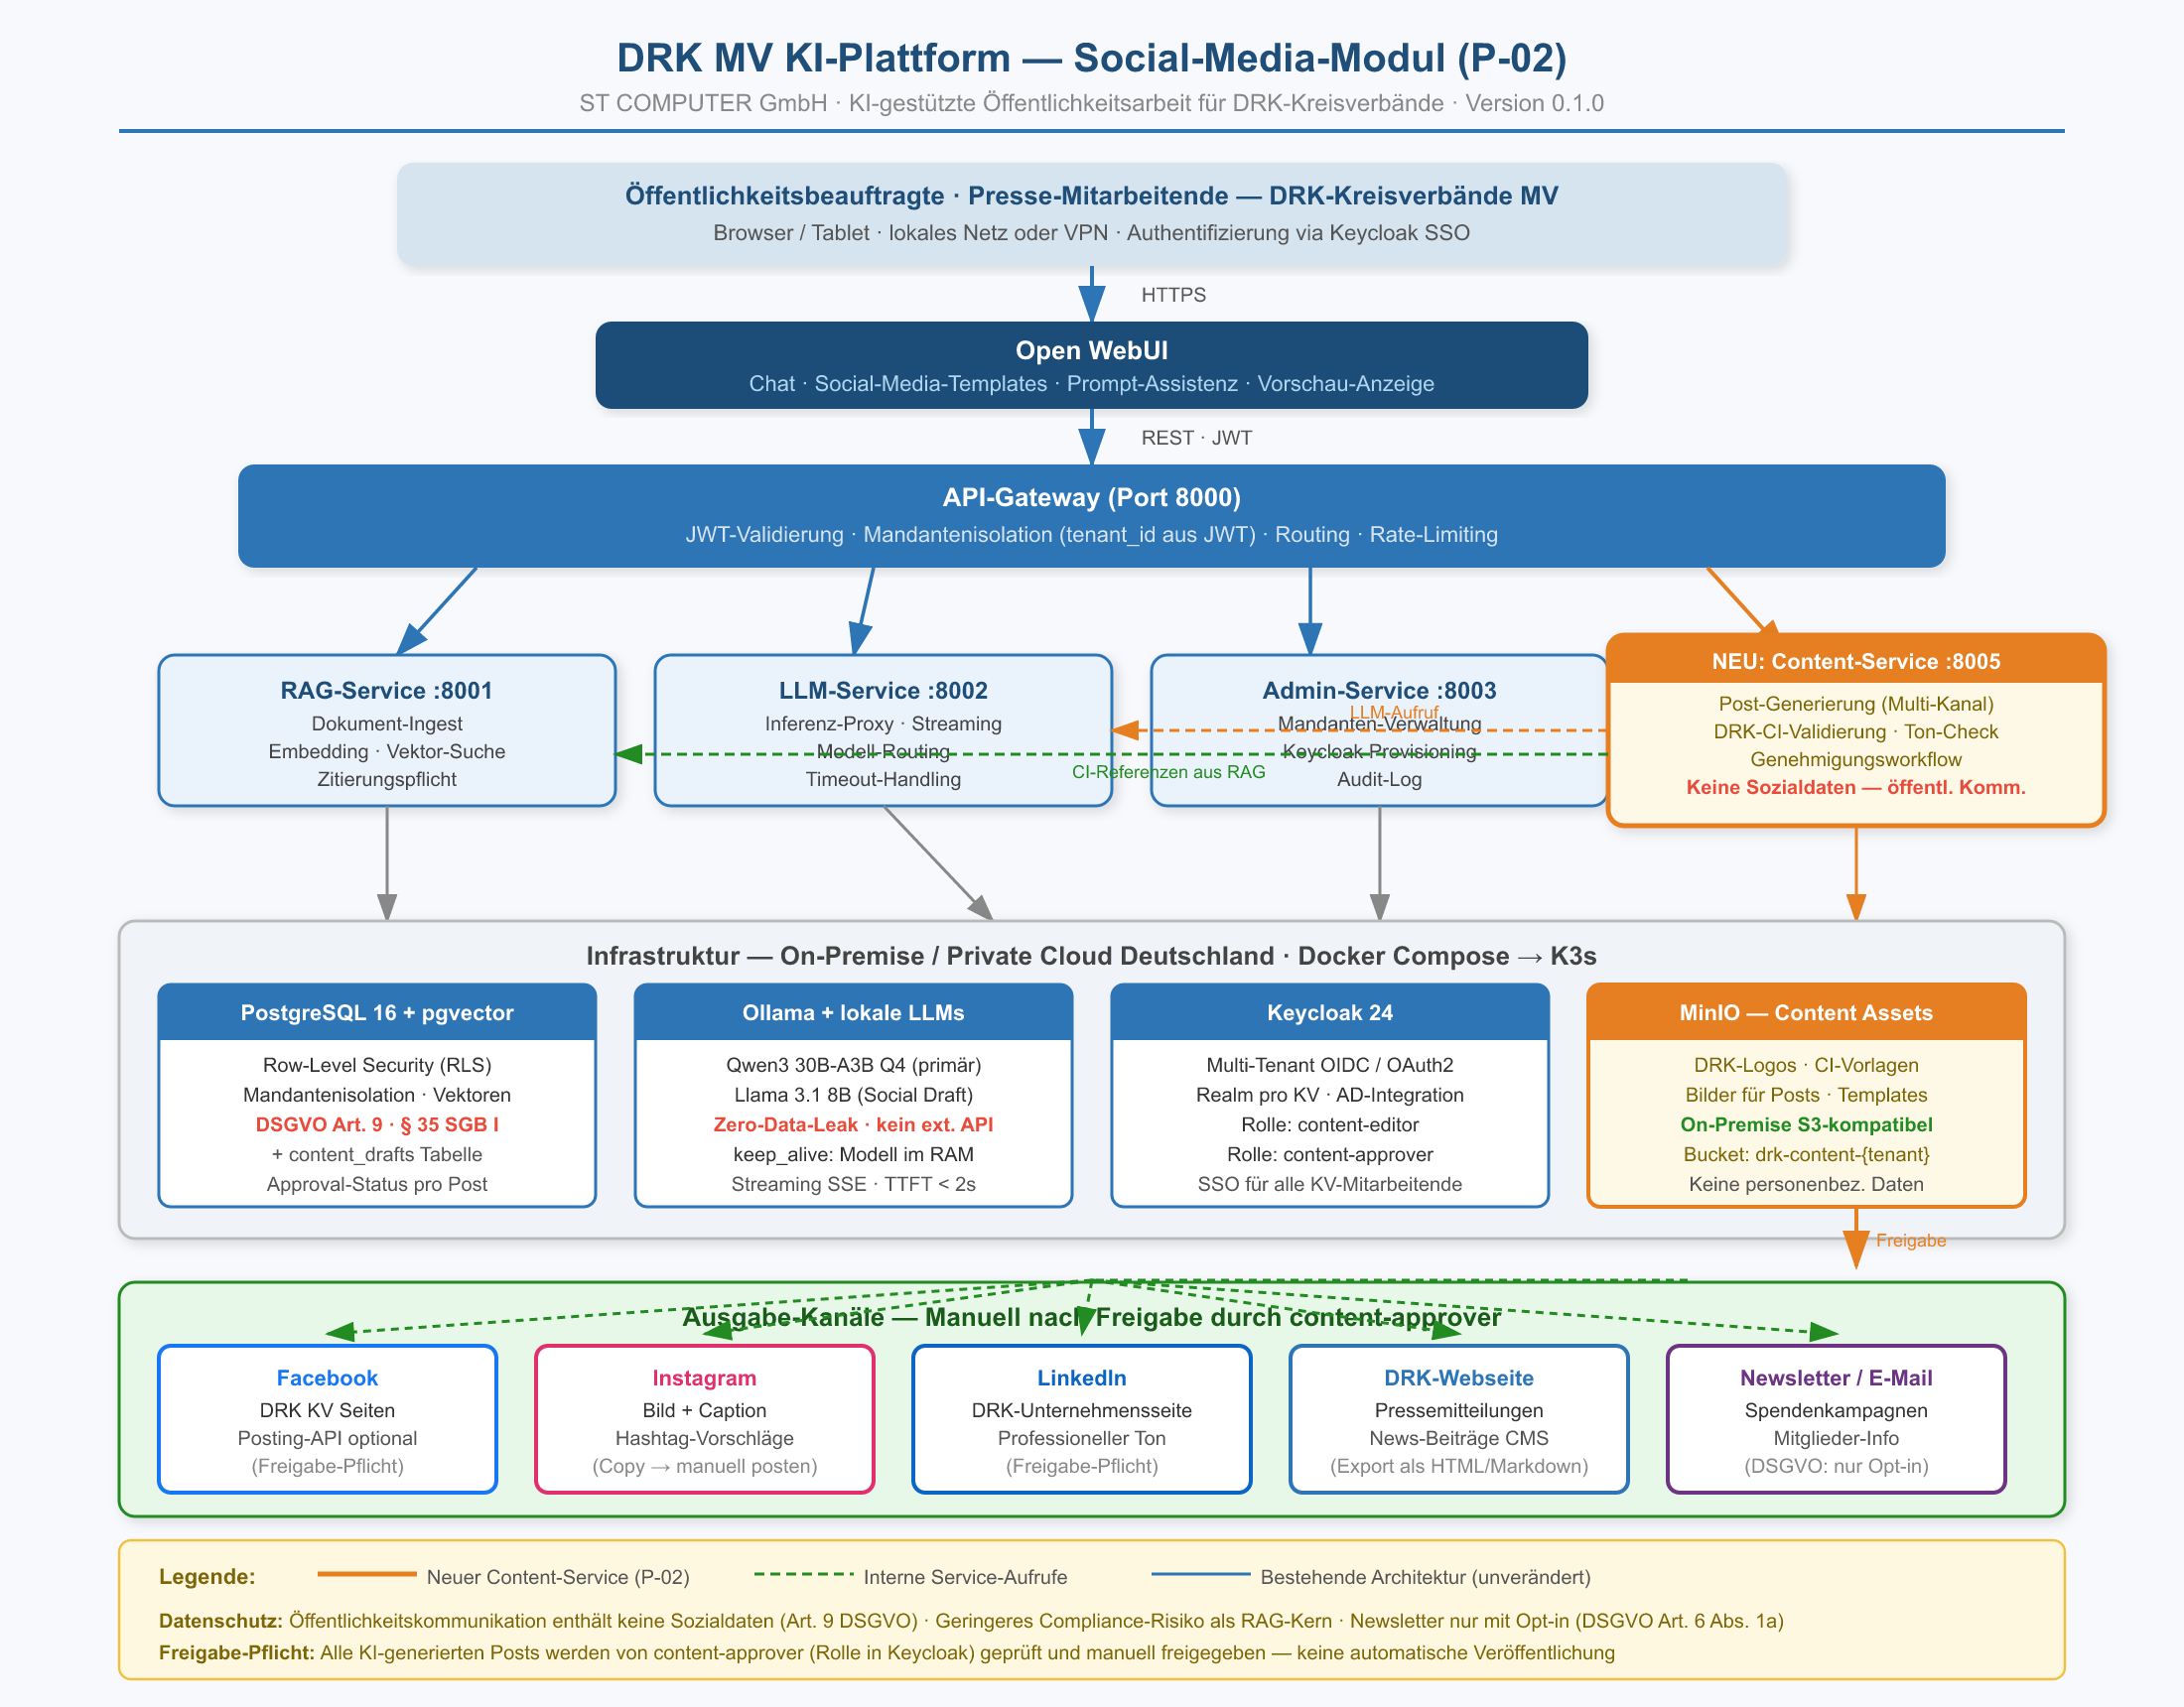 DRK MV KI-Plattform — Social-Media-Modul (P-02)
ST COMPUTER GmbH · KI-gestützte Öffentlichkeitsarbeit für DRK-Kreisverbände · Version 0.1.0
Öffentlichkeitsbeauftragte · Presse-Mitarbeitende — DRK-Kreisverbände MV
Browser / Tablet · lokales Netz oder VPN · Authentifizierung via Keycloak SSO
HTTPS
Open WebUI
Chat · Social-Media-Templates · Prompt-Assistenz · Vorschau-Anzeige
REST · JWT
API-Gateway (Port 8000)
JWT-Validierung · Mandantenisolation (tenant_id aus JWT) · Routing · Rate-Limiting
RAG-Service :8001
Dokument-Ingest
Embedding · Vektor-Suche
Zitierungspflicht
LLM-Service :8002
Inferenz-Proxy · Streaming
Modell-Routing
Timeout-Handling
Admin-Service :8003
Mandanten-Verwaltung
Keycloak-Provisioning
Audit-Log
LLM-Aufruf
CI-Referenzen aus RAG
NEU: Content-Service :8005
Post-Generierung (Multi-Kanal)
DRK-CI-Validierung · Ton-Check
Genehmigungsworkflow
Keine Sozialdaten — öffentl. Komm.
Infrastruktur — On-Premise / Private Cloud Deutschland · Docker Compose → K3s
PostgreSQL 16 + pgvector
Row-Level Security (RLS)
Mandantenisolation · Vektoren
DSGVO Art. 9 · § 35 SGB I
+ content_drafts Tabelle
Approval-Status pro Post
Ollama + lokale LLMs
Qwen3 30B-A3B Q4 (primär)
Llama 3.1 8B (Social Draft)
Zero-Data-Leak · kein ext. API
keep_alive: Modell im RAM
Streaming SSE · TTFT < 2s
Keycloak 24
Multi-Tenant OIDC / OAuth2
Realm pro KV · AD-Integration
Rolle: content-editor
Rolle: content-approver
SSO für alle KV-Mitarbeitende
MinIO — Content Assets
DRK-Logos · CI-Vorlagen
Bilder für Posts · Templates
On-Premise S3-kompatibel
Bucket: drk-content-{tenant}
Keine personenbez. Daten
Freigabe
Ausgabe-Kanäle — Manuell nach Freigabe durch content-approver
Facebook
DRK KV Seiten
Posting-API optional
(Freigabe-Pflicht)
Instagram
Bild + Caption
Hashtag-Vorschläge
(Copy → manuell posten)
LinkedIn
DRK-Unternehmensseite
Professioneller Ton
(Freigabe-Pflicht)
DRK-Webseite
Pressemitteilungen
News-Beiträge CMS
(Export als HTML/Markdown)
Newsletter / E-Mail
Spendenkampagnen
Mitglieder-Info
(DSGVO: nur Opt-in)
Legende:
Neuer Content-Service (P-02)
Interne Service-Aufrufe
Bestehende Architektur (unverändert)
Datenschutz: Öffentlichkeitskommunikation enthält keine Sozialdaten (Art. 9 DSGVO) · Geringeres Compliance-Risiko als RAG-Kern · Newsletter nur mit Opt-in (DSGVO Art. 6 Abs. 1a)
Freigabe-Pflicht: Alle KI-generierten Posts werden von content-approver (Rolle in Keycloak) geprüft und manuell freigegeben — keine automatische Veröffentlichung